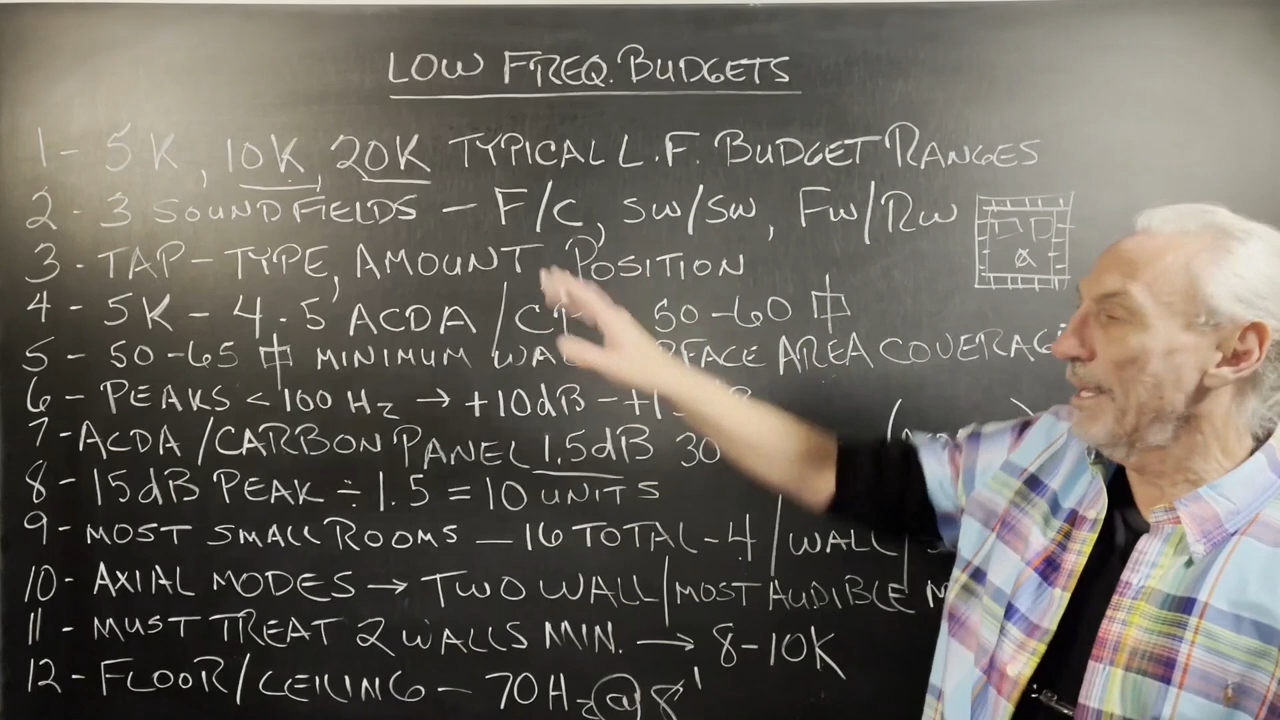 LOW FREQ. BUDGETS
1 - 5K, 10K, 20K TYPICAL L.F. BUDGET RANGES
2 - 3 SOUND FIELDS - F/C, SW/SW, FW/RW
3 - TAP - TYPE, AMOUNT POSITION
4 - 5K - 4.5 ACDA / 50-60
5 - 50-65 MINIMUM AREA
6 - PEAKS < 100 Hz → +10dB -
7 - ACDA / CARBON PANEL 1.5dB 30
8 - 15dB PEAK ÷ 1.5 = 10 UNITS
9 - MOST SMALL ROOMS - 16 TOTAL - 4 / WALL /
10 - AXIAL MODES → TWO WALL / MOST AUDIBLE
11 - MUST TREAT 2 WALLS MIN. → 8-10K
12 - FLOOR / CEILING - 70Hz @ 8'